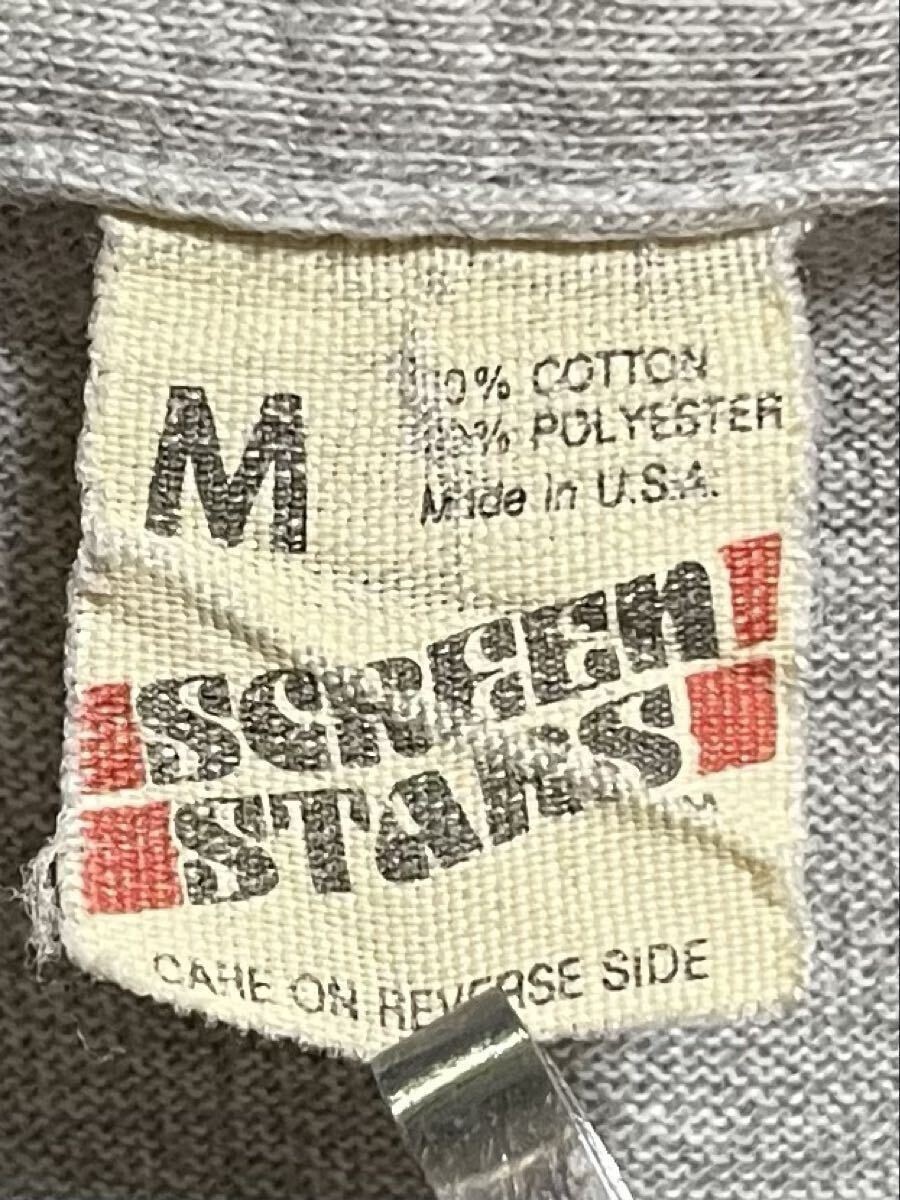 M
COTTON
POLYESTER
Made in U.S.A.
SCREEN
STARS
CARE ON REVERSE SIDE